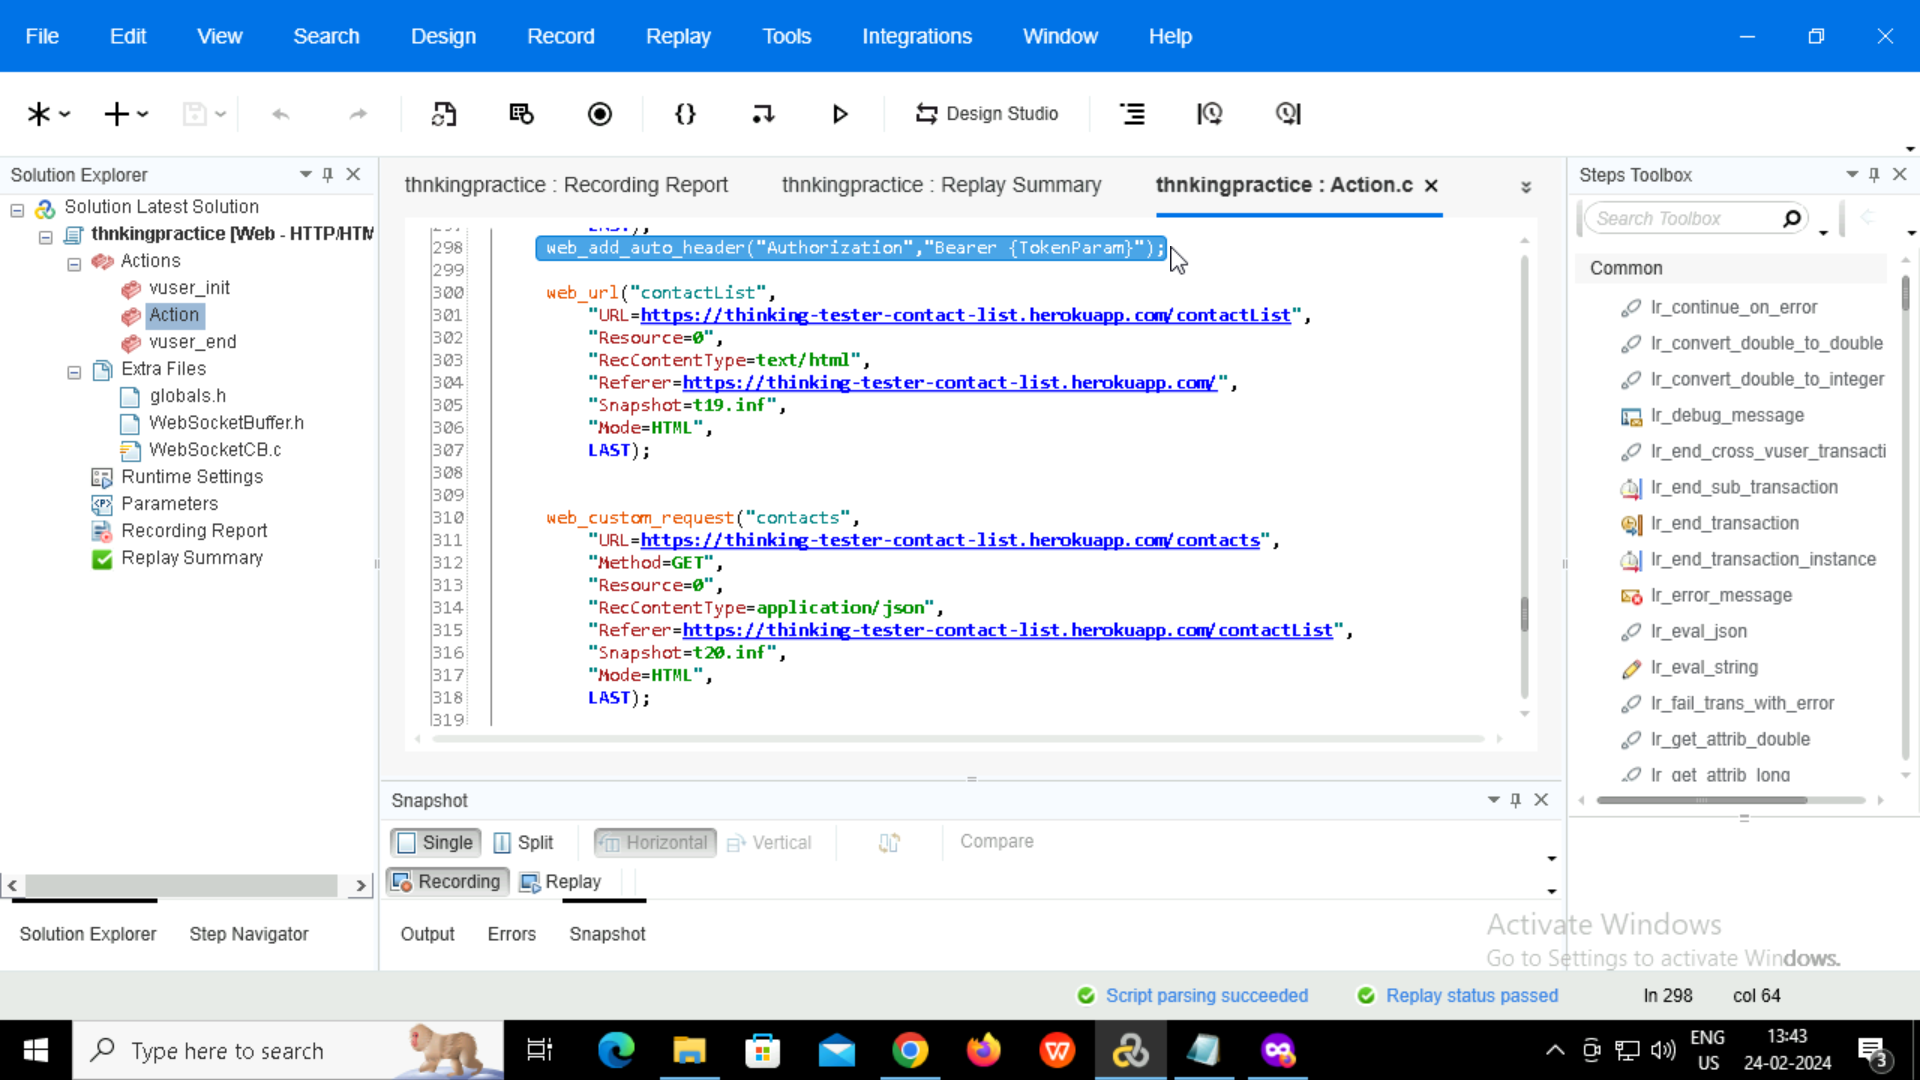 File Edit View Search Design Record Replay Tools Integrations Window Help
Design Studio
Solution Explorer
Solution Latest Solution
thnkingpractice [Web - HTTP/HTM
Actions
vuser_init
Action
vuser_end
Extra Files
globals.h
WebSocketBuffer.h
WebSocketCB.c
Runtime Settings
Parameters
Recording Report
Replay Summary
Solution Explorer Step Navigator
thnkingpractice : Recording Report thnkingpractice : Replay Summary thnkingpractice : Action.c
298 web_add_auto_header("Authorization","Bearer {TokenParam}");
299
300 web_url("contactList",
301 "URL=https://thinking-tester-contact-list.herokuapp.com/contactList",
302 "Resource=0",
303 "RecContentType=text/html",
304 "Referer=https://thinking-tester-contact-list.herokuapp.com/",
305 "Snapshot=t19.inf",
306 "Mode=HTML",
307 LAST);
308
309
310 web_custom_request("contacts",
311 "URL=https://thinking-tester-contact-list.herokuapp.com/contacts",
312 "Method=GET",
313 "Resource=0",
314 "RecContentType=application/json",
315 "Referer=https://thinking-tester-contact-list.herokuapp.com/contactList",
316 "Snapshot=t20.inf",
317 "Mode=HTML",
318 LAST);
319
Snapshot
Single Split Horizontal Vertical Compare
Recording Replay
Output Errors Snapshot
Steps Toolbox
Search Toolbox
Common
lr_continue_on_error
lr_convert_double_to_double
lr_convert_double_to_integer
lr_debug_message
lr_end_cross_vuser_transacti
lr_end_sub_transaction
lr_end_transaction
lr_end_transaction_instance
lr_error_message
lr_eval_json
lr_eval_string
lr_fail_trans_with_error
lr_get_attrib_double
lr_get_attrib_long
Activate Windows
Go to Settings to activate Windows.
Script parsing succeeded Replay status passed ln 298 col 64
Type here to search
ENG
US
13:43
24-02-2024
3